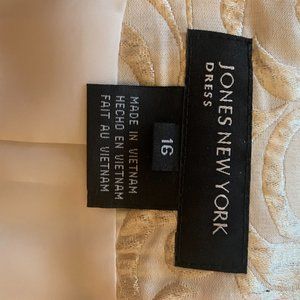 JONES NEW YORK
DRESS
16
MADE IN VIETNAM
HECHO EN VIETNAM
FAIT AU VIETNAM